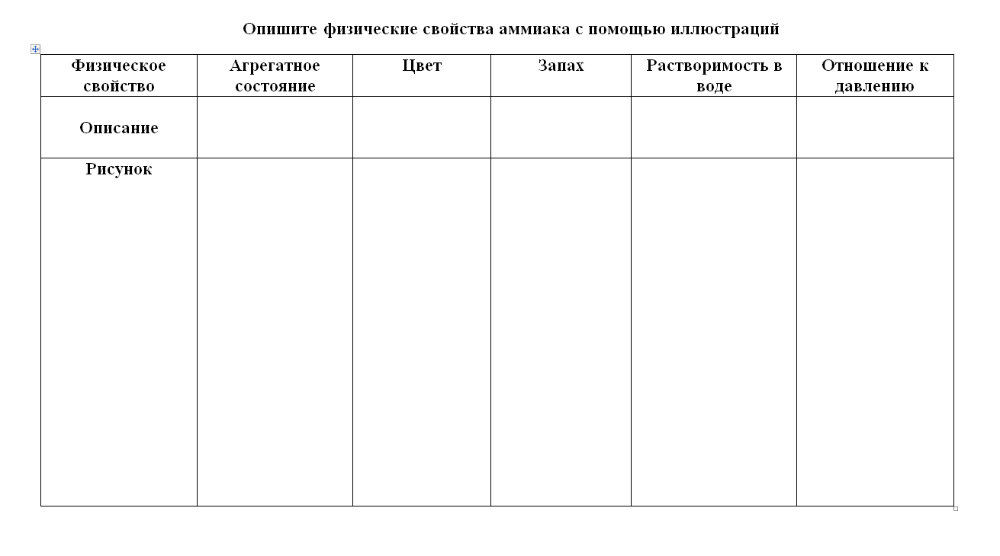 Опишите физические свойства аммиака с помощью иллюстраций
Физическое
свойство
Агрегатное
состояние
Цвет
Запах
Растворимость в
воде
Отношение к
давлению
Описание
Рисунок